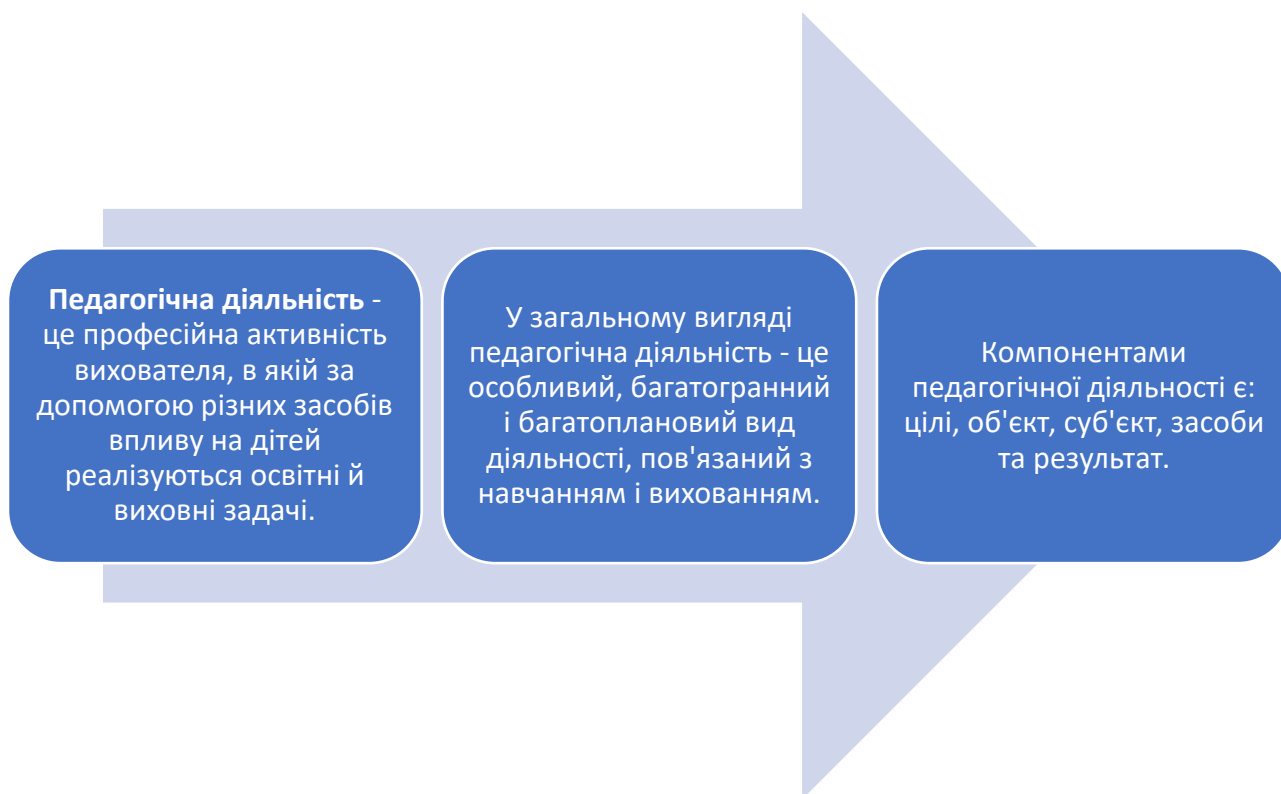 Педагогічна діяльність -
це професійна активність
вихователя, в якій за
допомогою різних засобів
впливу на дітей
реалізуються освітні й
виховні задачі.
У загальному вигляді
педагогічна діяльність - це
особливий, багатогранний
і багатоплановий вид
діяльності, пов'язаний з
навчанням і вихованням.
Компонентами
педагогічної діяльності є:
цілі, об'єкт, суб'єкт, засоби
та результат.